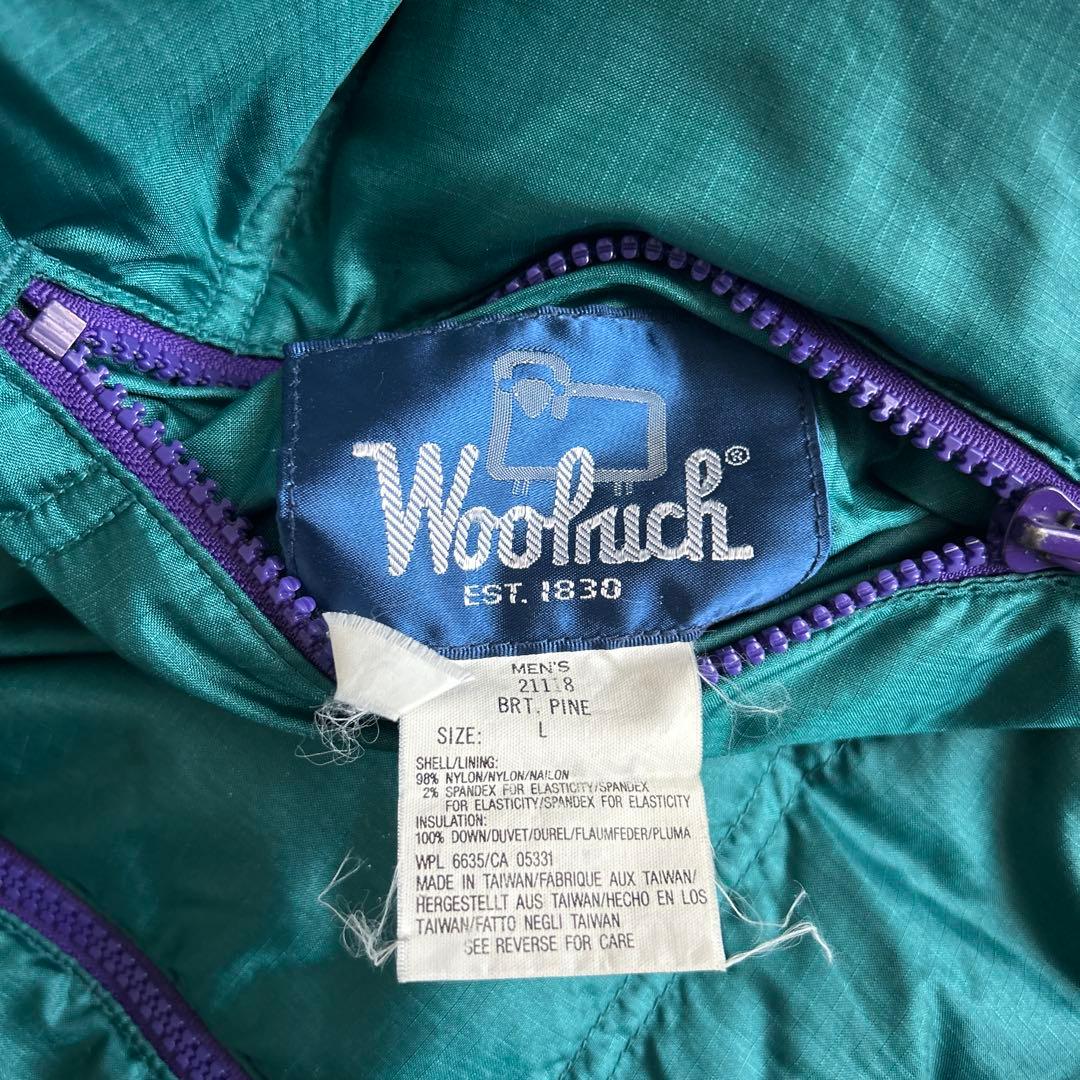 Woolrich®
EST. 1830
MEN'S
21118
BRT. PINE
SIZE: L
SHELL/LINING:
98% NYLON/NYLON/NAILON
2% SPANDEX FOR ELASTICITY/SPANDEX
FOR ELASTICITY/SPANDEX FOR ELASTICITY
INSULATION:
100% DOWN/DUVET/DUREL/FLAUMFEDER/PLUMA
WPL 6635/CA 05331
MADE IN TAIWAN/FABRIQUE AUX TAIWAN/
HERGESTELLT AUS TAIWAN/HECHO EN LOS
TAIWAN/FATTO NEGLI TAIWAN
SEE REVERSE FOR CARE